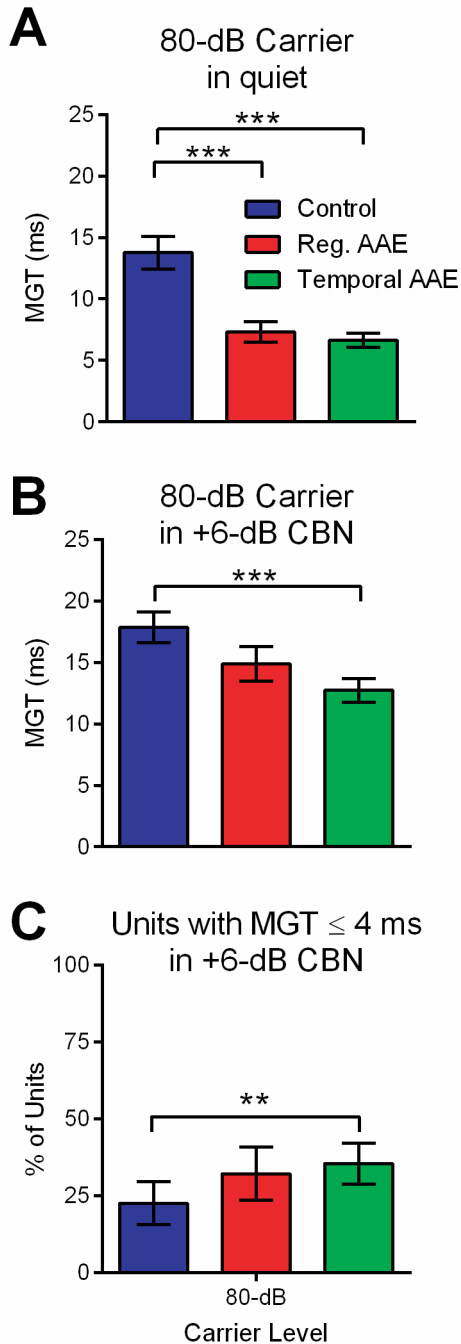 A
80-dB Carrier
in quiet
25
20
15
10
5
0
MGT (ms)
***
***
Control
Reg. AAE
Temporal AAE
B
80-dB Carrier
in +6-dB CBN
25
20
15
10
5
0
MGT (ms)
***
C
Units with MGT ≤ 4 ms
in +6-dB CBN
100
75
50
25
0
% of Units
**
80-dB
Carrier Level